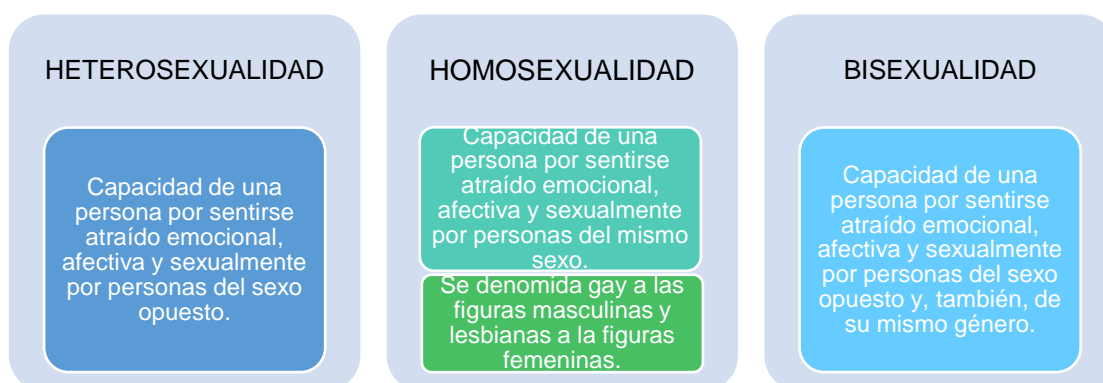 HETEROSEXUALIDAD
Capacidad de una
persona por sentirse
atraído emocional,
afectiva y sexualmente
por personas del sexo
opuesto.
HOMOSEXUALIDAD
Capacidad de una
persona por sentirse
atraído emocional,
afectiva y sexualmente
por personas del mismo
sexo.
Se denomida gay a las
figuras masculinas y
lesbianas a la figuras
femeninas.
BISEXUALIDAD
Capacidad de una
persona por sentirse
atraído emocional,
afectiva y sexualmente
por personas del sexo
opuesto y, también, de
su mismo género.